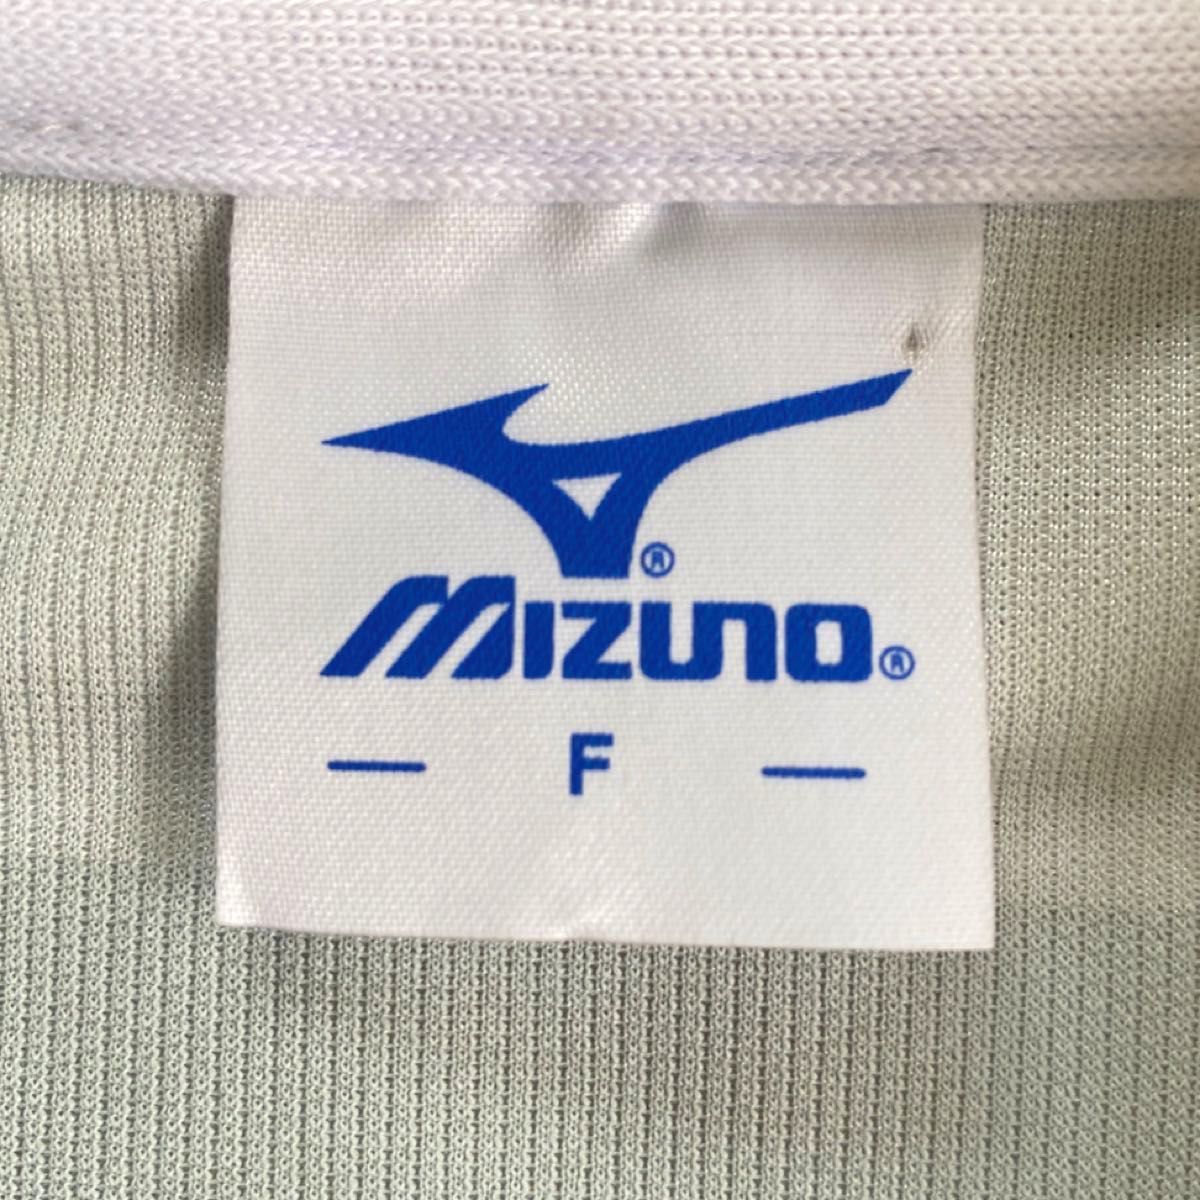 ®
MIZUNO®
— F —